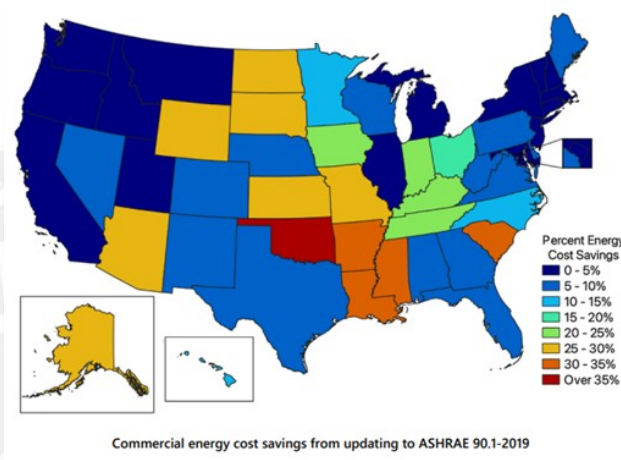 Percent Energy
Cost Savings
0 - 5%
5 - 10%
10 - 15%
15 - 20%
20 - 25%
25 - 30%
30 - 35%
Over 35%
Commercial energy cost savings from updating to ASHRAE 90.1-2019